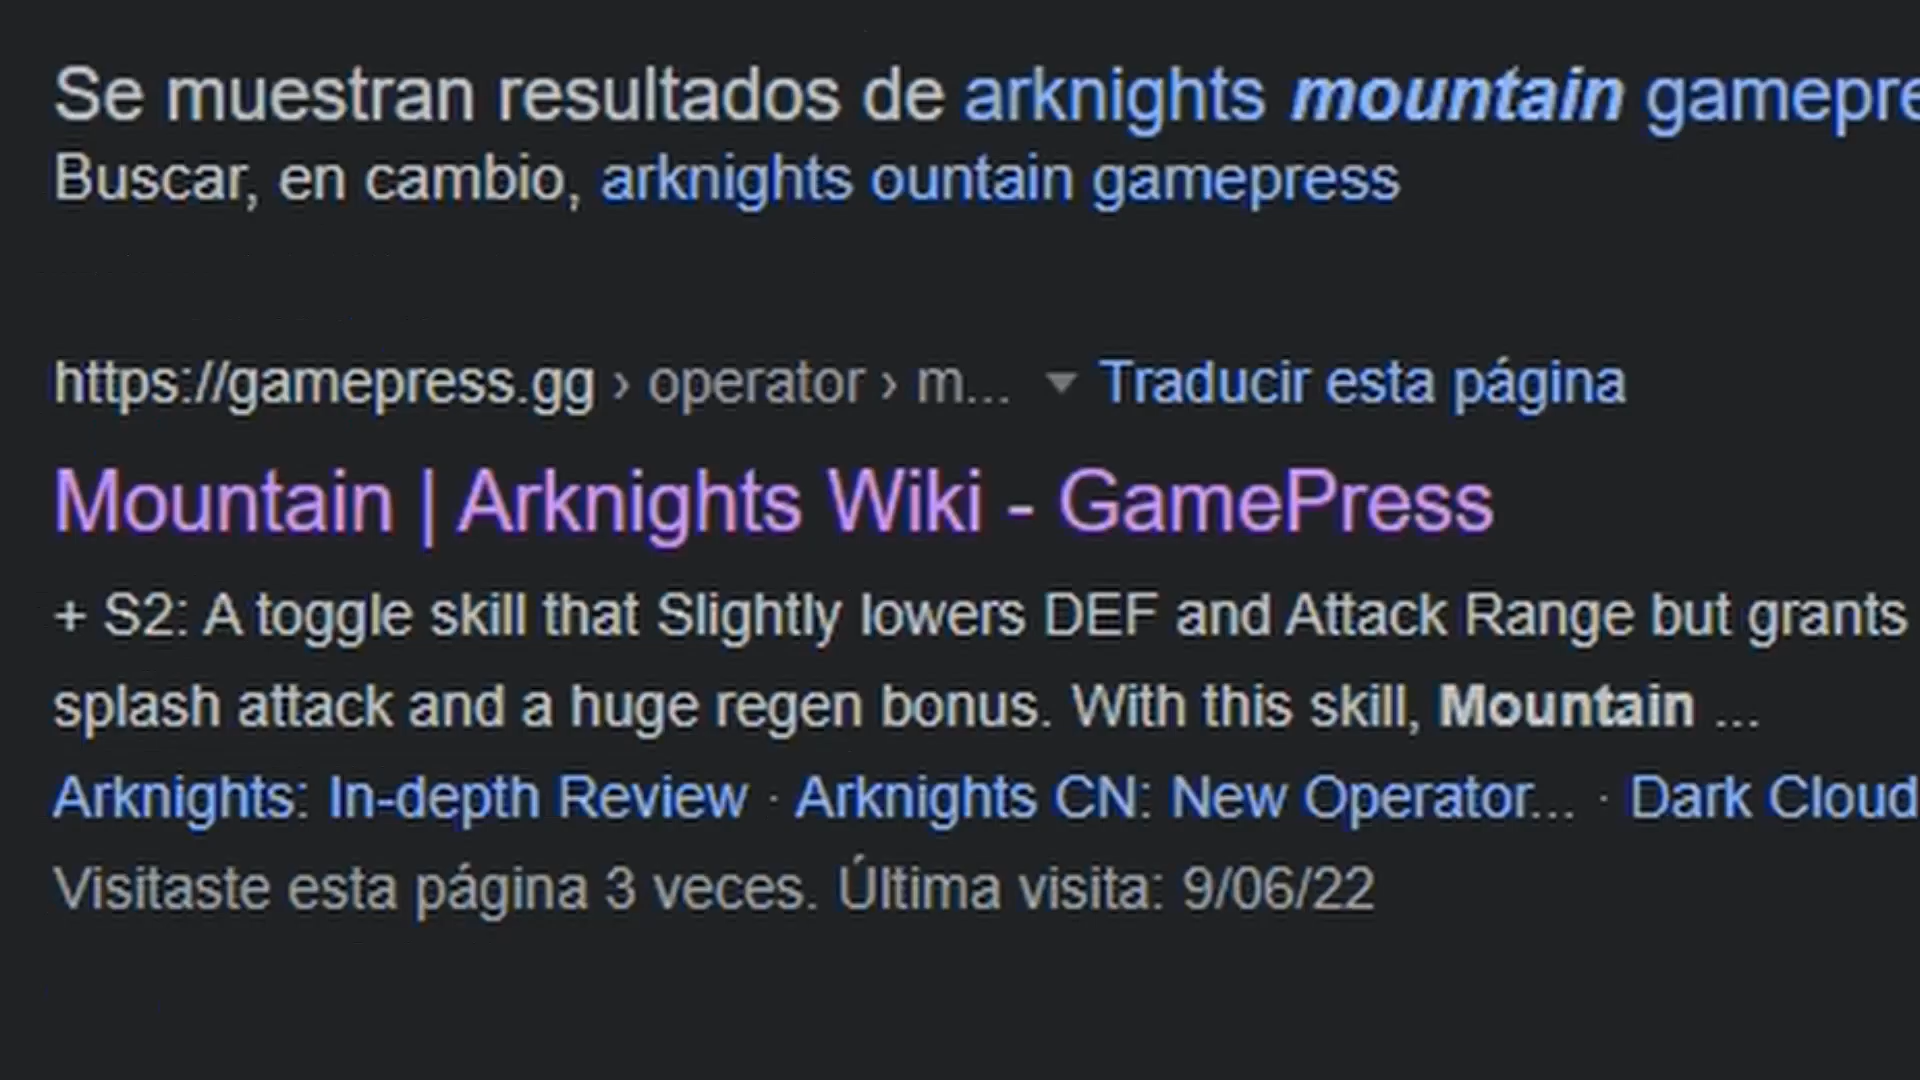 Se muestran resultados de arknights mountain gamepre
Buscar, en cambio, arknights ountain gamepress
https://gamepress.gg › operator › m... ▼ Traducir esta página
Mountain | Arknights Wiki - GamePress
+ S2: A toggle skill that Slightly lowers DEF and Attack Range but grants
splash attack and a huge regen bonus. With this skill, Mountain ...
Arknights: In-depth Review · Arknights CN: New Operator... · Dark Cloud
Visitaste esta página 3 veces. Última visita: 9/06/22